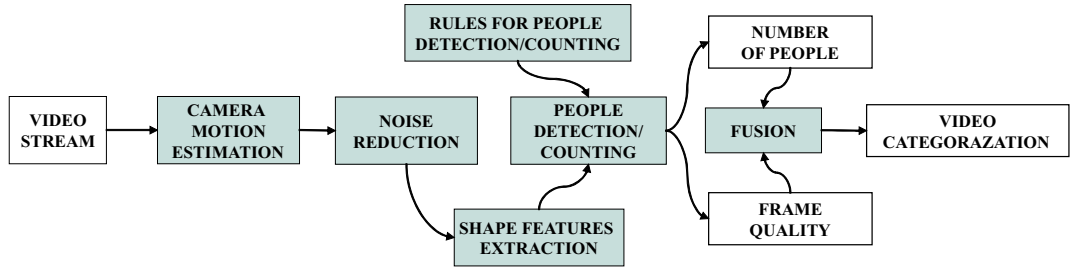 RULES FOR PEOPLE
DETECTION/COUNTING
NUMBER
OF PEOPLE
VIDEO
STREAM
CAMERA
MOTION
ESTIMATION
NOISE
REDUCTION
PEOPLE
DETECTION/
COUNTING
FUSION
VIDEO
CATEGORAZATION
SHAPE FEATURES
EXTRACTION
FRAME
QUALITY